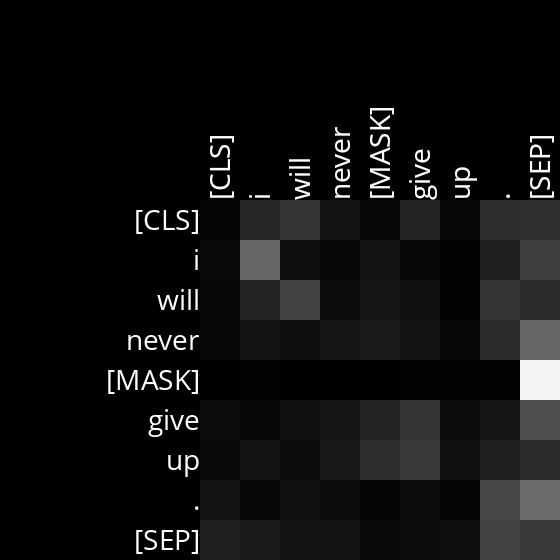 [CLS]
i
will
never
[MASK]
give
up
.
[SEP]
[CLS]
i
will
never
[MASK]
give
up
.
[SEP]